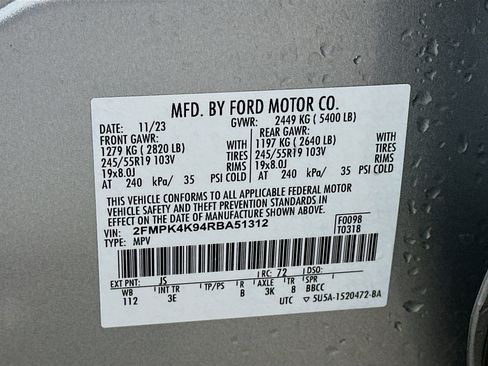 MFD. BY FORD MOTOR CO.
DATE: 11/23 GVWR: 2449 KG ( 5400 LB)
FRONT GAWR: REAR GAWR:
1279 KG ( 2820 LB) WITH 1197 KG ( 2640 LB) WITH
245/55R19 103V TIRES 245/55R19 103V TIRES
19x8.0J RIMS 19x8.0J RIMS
AT 240 kPa/ 35 PSI COLD AT 240 kPa/ 35 PSI COLD
THIS VEHICLE CONFORMS TO ALL APPLICABLE FEDERAL MOTOR
VEHICLE SAFETY AND THEFT PREVENTION STANDARDS IN
EFFECT ON THE DATE OF MANUFACTURE SHOWN ABOVE.
VIN: 2FMPK4K94RBA51312 F0098
TYPE: MPV T0318
EXT PNT: JS RC: 72 DSO:
WB INT TR TP/PS R AXLE TR SPR
112 3E B 3K 8 BBCC
UTC 5U5A-1520472-BA